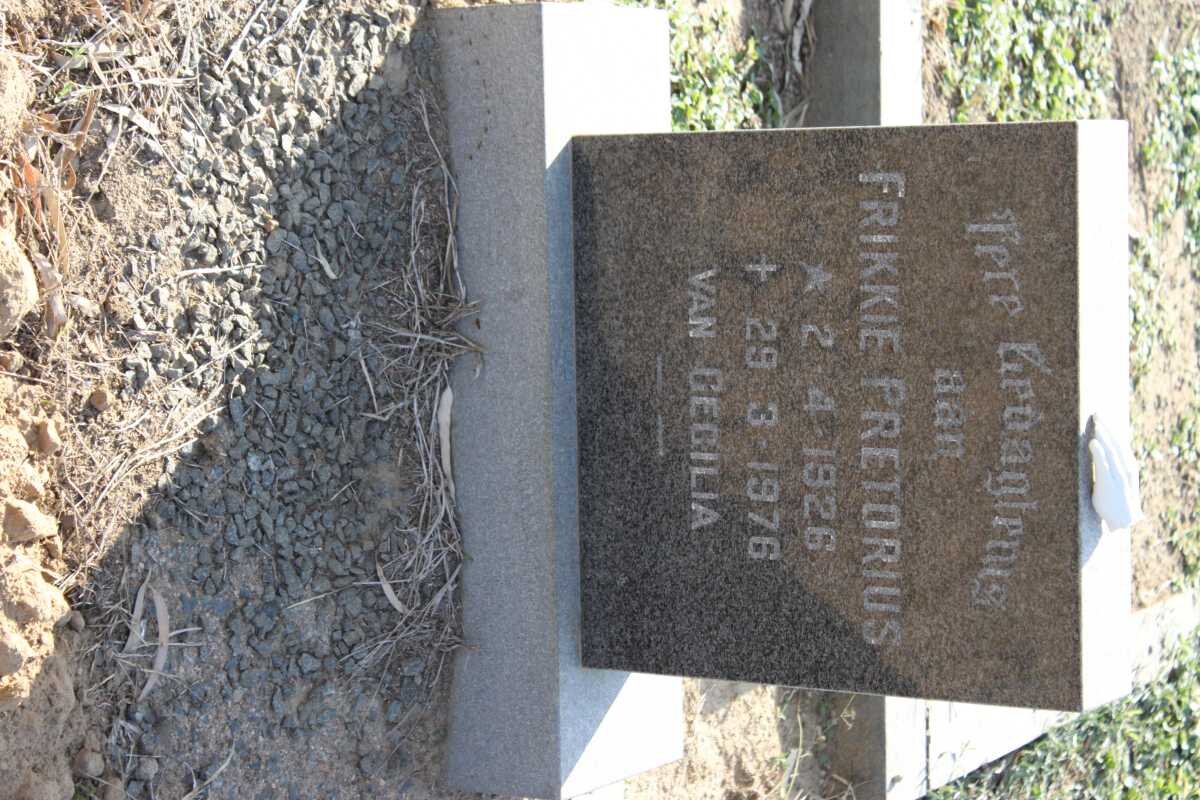 Ter Gedagtenis
aan
FRIKKIE PRETORIUS
★ 2·4·1926
✝ 29·3·1976
VAN CECILIA